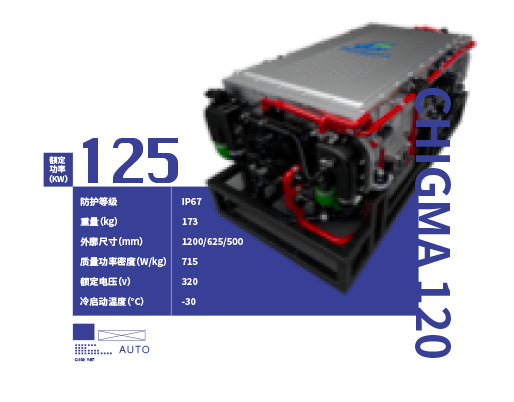 额定
功率
(KW)
125
防护等级 IP67
重量(kg) 173
外廓尺寸(mm) 1200/625/500
质量功率密度(W/kg) 715
额定电压(v) 320
冷启动温度(°C) -30
CHIGMA 120
AUTO